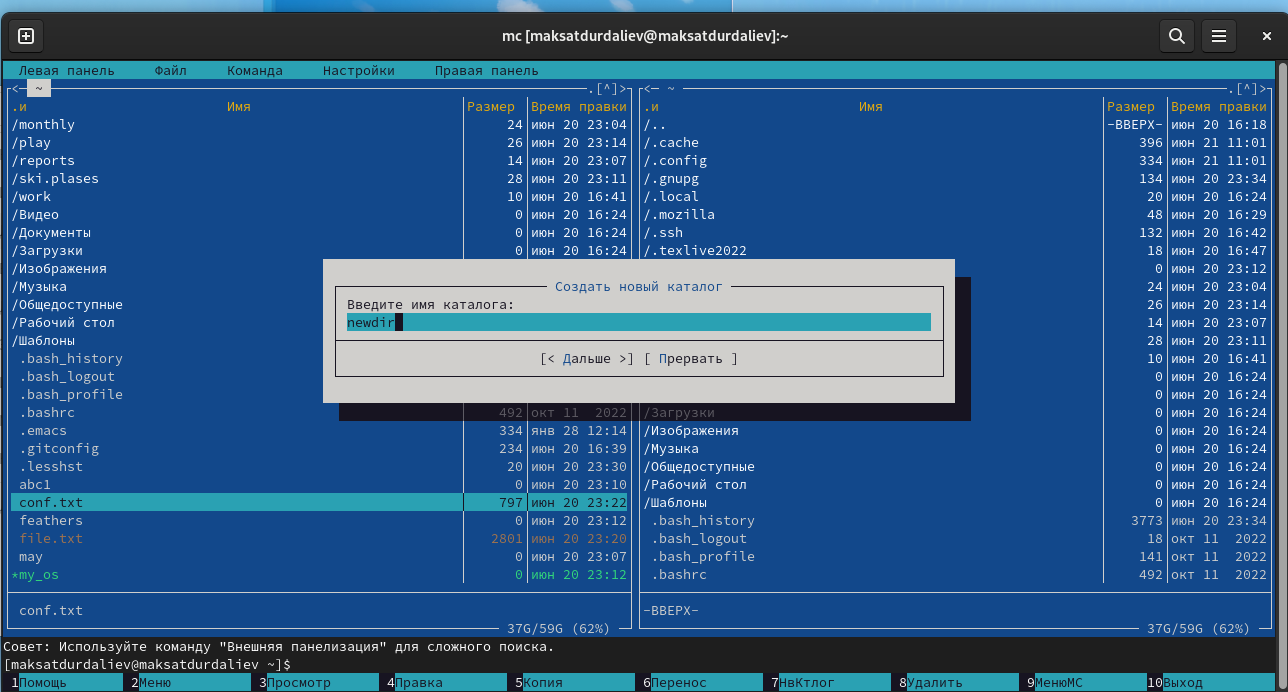 mc [maksatdurdaliev@maksatdurdaliev]:~
Левая панель Файл Команда Настройки Правая панель
<─ ~ .[^]> <─ ~ .[^]>
.и Имя Размер Время правки .и Имя Размер Время правки
/monthly 24 июн 20 23:04 /.. -ВВЕРХ- июн 20 16:18
/play 26 июн 20 23:14 /.cache 396 июн 21 11:01
/reports 14 июн 20 23:07 /.config 334 июн 21 11:01
/ski.plases 28 июн 20 23:11 /.gnupg 134 июн 20 23:34
/work 10 июн 20 16:41 /.local 20 июн 20 16:24
/Видео 0 июн 20 16:24 /.mozilla 48 июн 20 16:29
/Документы 0 июн 20 16:24 /.ssh 132 июн 20 16:42
/Загрузки 0 июн 20 16:24 /.texlive2022 18 июн 20 16:47
/Изображения 0 июн 20 23:12
/Музыка Создать новый каталог 24 июн 20 23:04
/Общедоступные Введите имя каталога: 26 июн 20 23:14
/Рабочий стол newdir 14 июн 20 23:07
/Шаблоны 28 июн 20 23:11
.bash_history [< Дальше >] [ Прервать ] 10 июн 20 16:41
.bash_logout 0 июн 20 16:24
.bash_profile 0 июн 20 16:24
.bashrc 492 окт 11 2022 /Загрузки 0 июн 20 16:24
.emacs 334 янв 28 12:14 /Изображения 0 июн 20 16:24
.gitconfig 234 июн 20 16:39 /Музыка 0 июн 20 16:24
.lesshst 20 июн 20 23:30 /Общедоступные 0 июн 20 16:24
abc1 0 июн 20 23:10 /Рабочий стол 0 июн 20 16:24
conf.txt 797 июн 20 23:22 /Шаблоны 0 июн 20 16:24
feathers 0 июн 20 23:12 .bash_history 3773 июн 20 23:34
file.txt 2801 июн 20 23:20 .bash_logout 18 окт 11 2022
may 0 июн 20 23:07 .bash_profile 141 окт 11 2022
*my_os 0 июн 20 23:12 .bashrc 492 окт 11 2022
conf.txt -ВВЕРХ-
37G/59G (62%) 37G/59G (62%)
Совет: Используйте команду "Внешняя панелизация" для сложного поиска.
[maksatdurdaliev@maksatdurdaliev ~]$
1Помощь 2Меню 3Просмотр 4Правка 5Копия 6Перенос 7НвКтлог 8Удалить 9МенюМС 10Выход